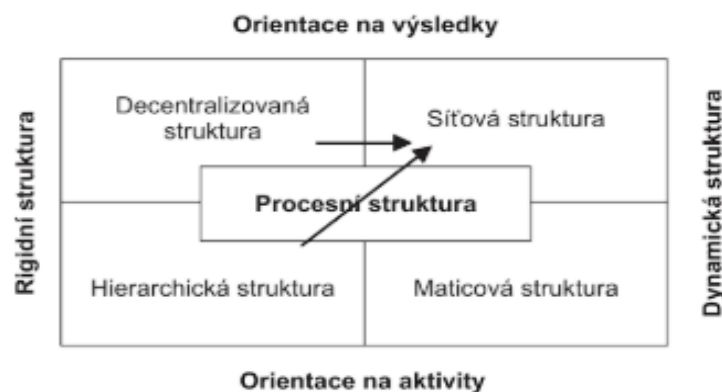 Orientace na výsledky
Rigidní struktura
Decentralizovaná
struktura
Síťová struktura
Dynamická struktura
Procesní struktura
Hierarchická struktura
Maticová struktura
Orientace na aktivity